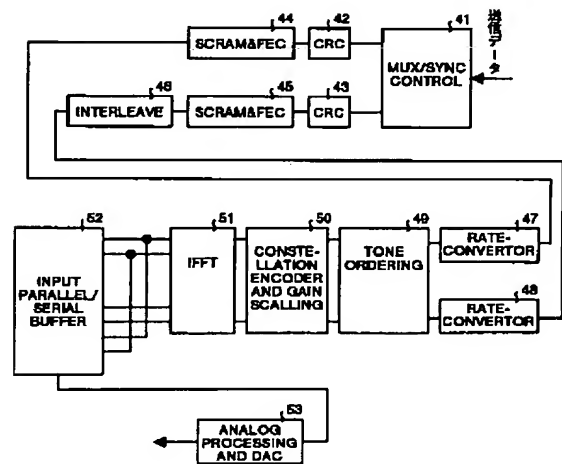 44
SCRAM&FEC
42
CRC
41
MUX/SYNC
CONTROL
送信データ
46
INTERLEAVE
45
SCRAM&FEC
43
CRC
52
INPUT
PARALLEL/
SERIAL
BUFFER
51
IFFT
50
CONSTE-
LLATION
ENCODER
AND GAIN
SCALLING
49
TONE
ORDERING
47
RATE-
CONVERTOR
48
RATE-
CONVERTOR
53
ANALOG
PROCESSING
AND DAC